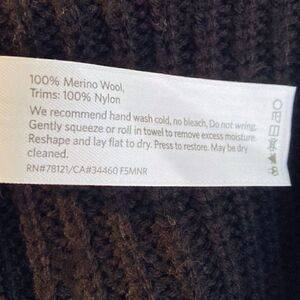 100% Merino Wool,
Trims: 100% Nylon
We recommend hand wash cold, no bleach, Do not wring.
Gently squeeze or roll in towel to remove excess moisture.
Reshape and lay flat to dry. Press to restore. May be dry
cleaned.
RN#78121/CA#34460 F5MNR